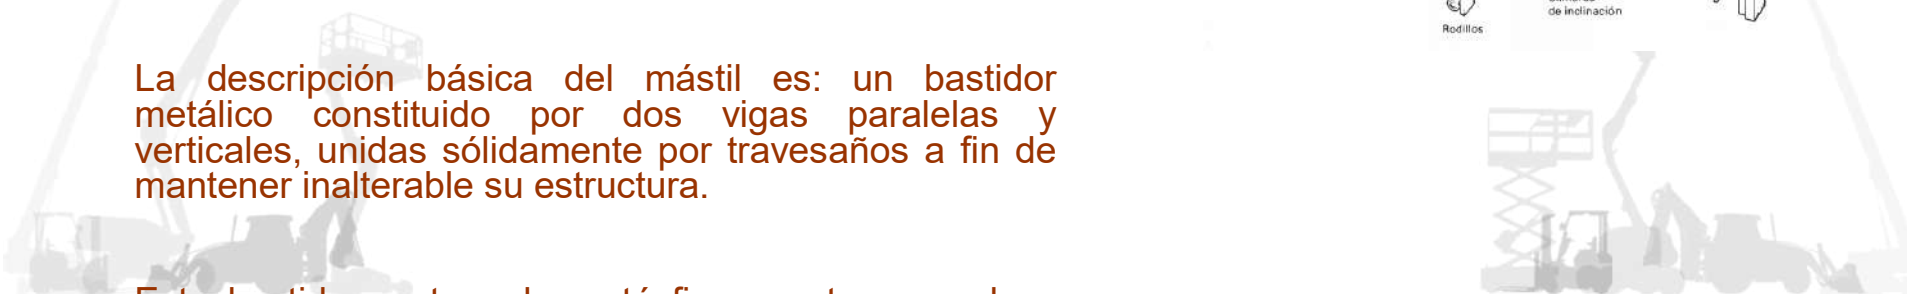 de inclinación
Rodillos
La descripción básica del mástil es: un bastidor
metálico constituido por dos vigas paralelas y
verticales, unidas sólidamente por travesaños a fin de
mantener inalterable su estructura.